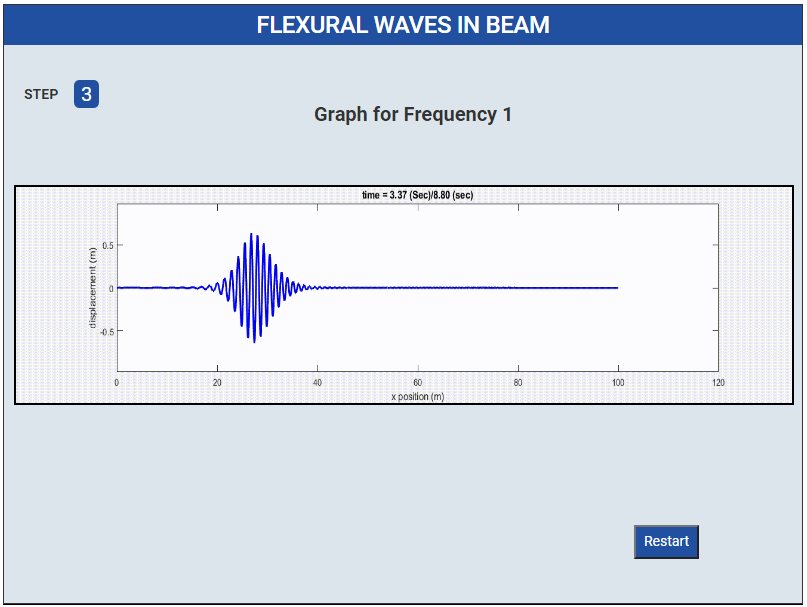 FLEXURAL WAVES IN BEAM
STEP 3
Graph for Frequency 1
time = 3.37 (Sec)/8.80 (sec)
displacement (m)
0.5
0
-0.5
0 20 40 60 80 100 120
x position (m)
Restart